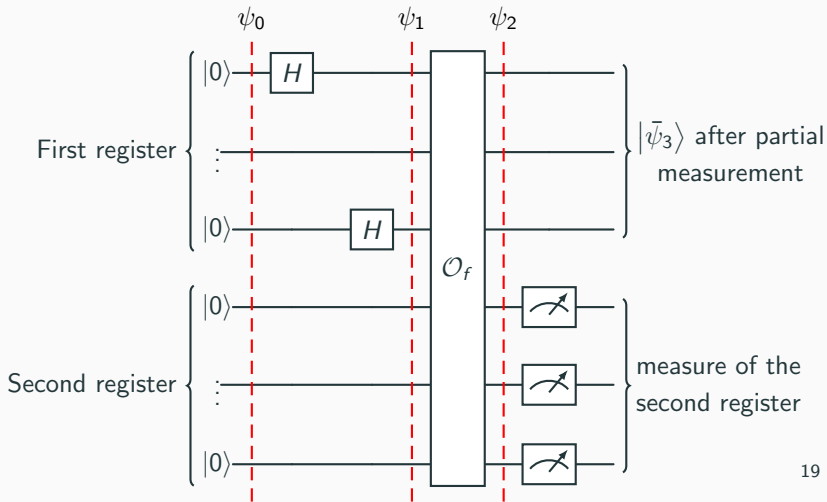 ψ₀ ψ₁ ψ₂
|0⟩ H
First register
⋮
|0⟩ H
|ψ̄₃⟩ after partial
measurement
𝒪_f
|0⟩
Second register
⋮
|0⟩
measure of the
second register
19